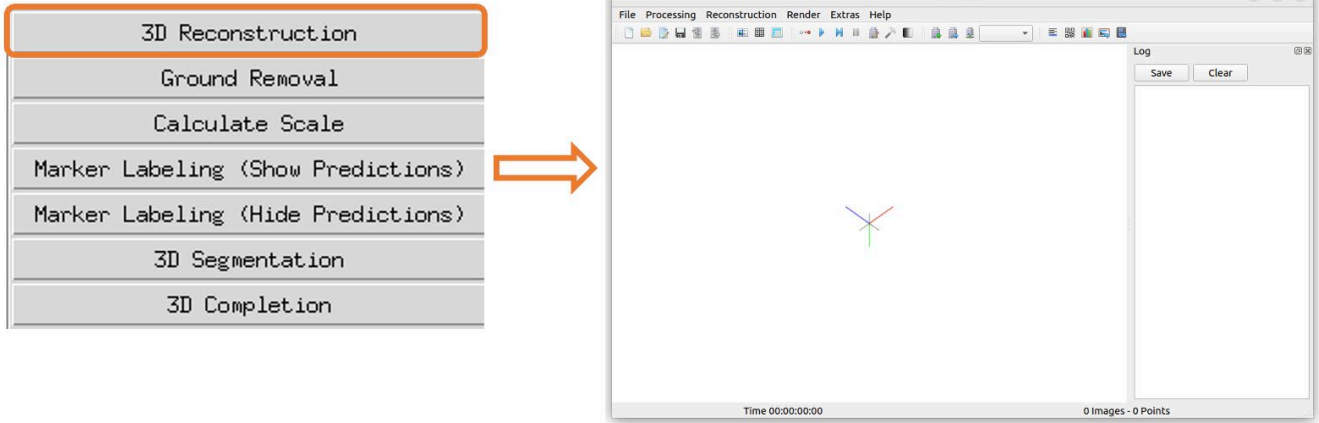 3D Reconstruction
Ground Removal
Calculate Scale
Marker Labeling (Show Predictions)
Marker Labeling (Hide Predictions)
3D Segmentation
3D Completion
File Processing Reconstruction Render Extras Help
Log
Save Clear
Time 00:00:00:00 0 Images - 0 Points